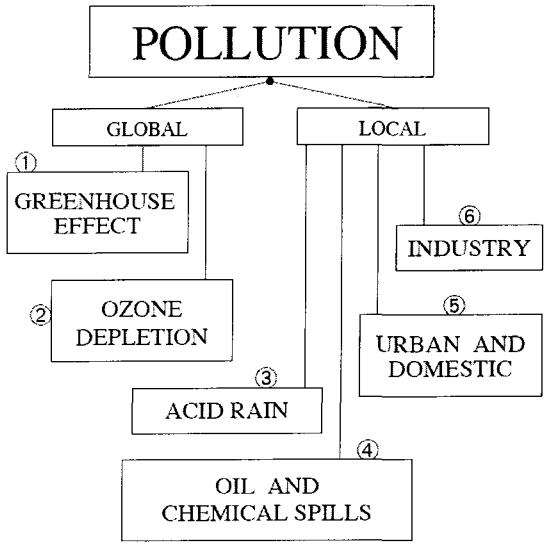 POLLUTION
GLOBAL
LOCAL
①
GREENHOUSE
EFFECT
②
OZONE
DEPLETION
③
ACID RAIN
④
OIL AND
CHEMICAL SPILLS
⑤
URBAN AND
DOMESTIC
⑥
INDUSTRY